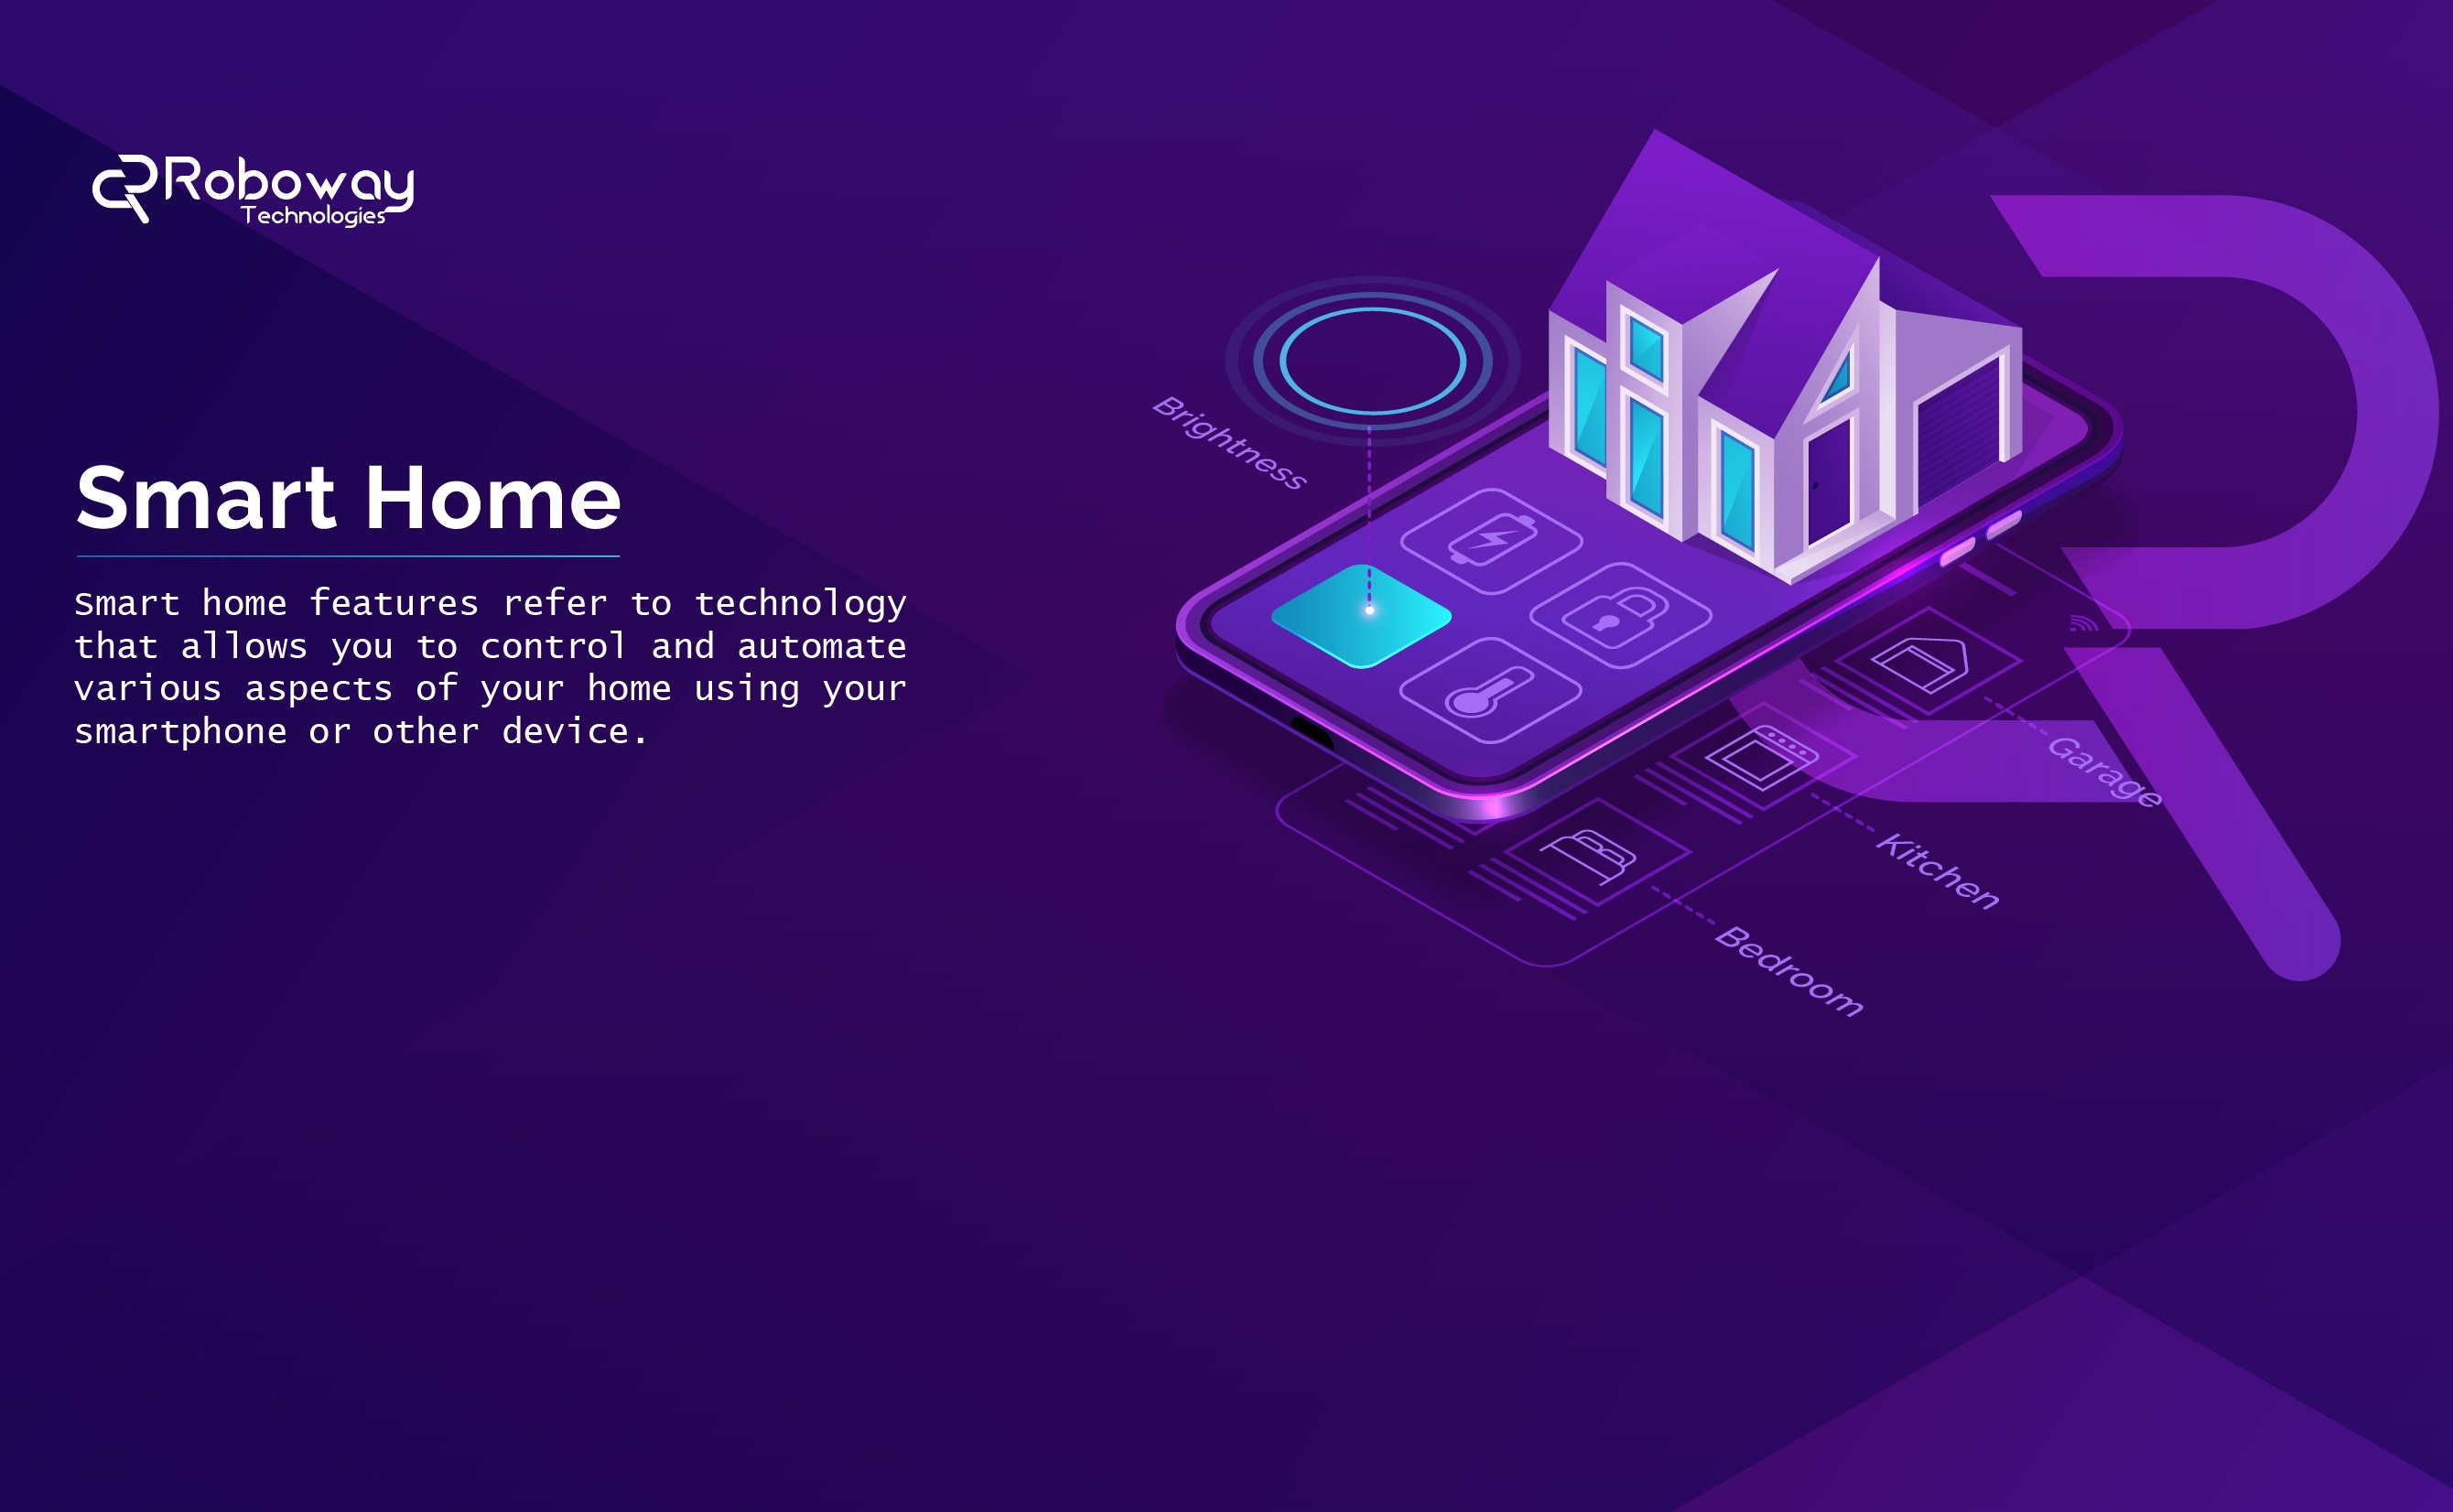 Roboway
Technologies
Smart Home
Smart home features refer to technology
that allows you to control and automate
various aspects of your home using your
smartphone or other device.
Brightness
Garage
Kitchen
Bedroom